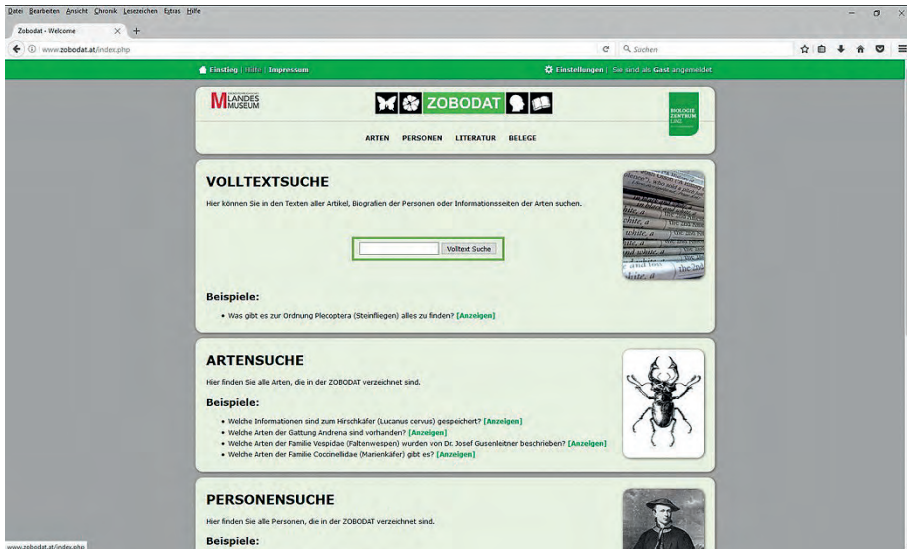 Datei Bearbeiten Ansicht Chronik Lesezeichen Extras Hilfe
Zobodat - Welcome
www.zobodat.at/index.php
Suchen
Einstieg | Hilfe | Impressum
Einstellungen | Sie sind als Gast angemeldet
LANDES
MUSEUM
ZOBODAT
BIOLOGIE
ZENTRUM
LINZ
ARTEN PERSONEN LITERATUR BELEGE
VOLLTEXTSUCHE
Hier können Sie in den Texten aller Artikel, Biografien der Personen oder Informationsseiten der Arten suchen.
Volltext Suche
Beispiele:
• Was gibt es zur Ordnung Plecoptera (Steinfliegen) alles zu finden? [Anzeigen]
ARTENSUCHE
Hier finden Sie alle Arten, die in der ZOBODAT verzeichnet sind.
Beispiele:
• Welche Informationen sind zum Hirschkäfer (Lucanus cervus) gespeichert? [Anzeigen]
• Welche Arten der Gattung Andrena sind vorhanden? [Anzeigen]
• Welche Arten der Familie Vespidae (Faltenwespen) wurden von Dr. Josef Gusenleitner beschrieben? [Anzeigen]
• Welche Arten der Familie Coccinellidae (Marienkäfer) gibt es? [Anzeigen]
PERSONENSUCHE
Hier finden Sie alle Personen, die in der ZOBODAT verzeichnet sind.
Beispiele:
www.zobodat.at/index.php